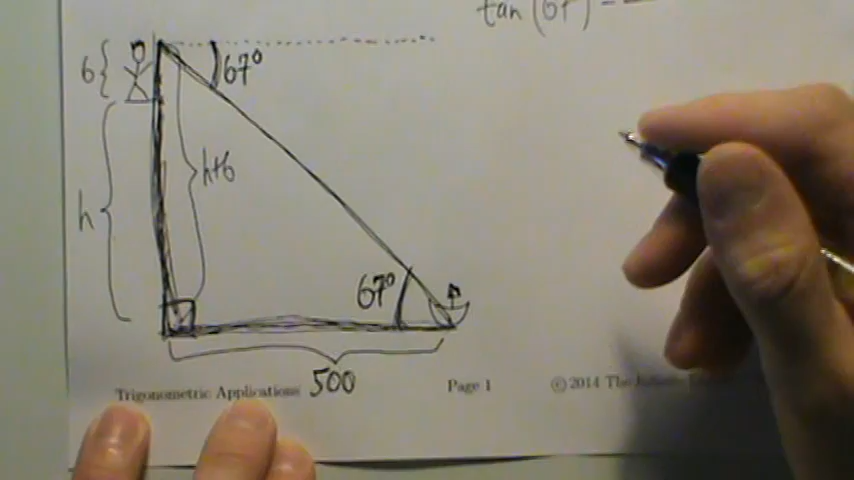 tan (67) =
6
67°
h+6
h
67°
500
Trigonometric Applications
Page 1
© 2014 The